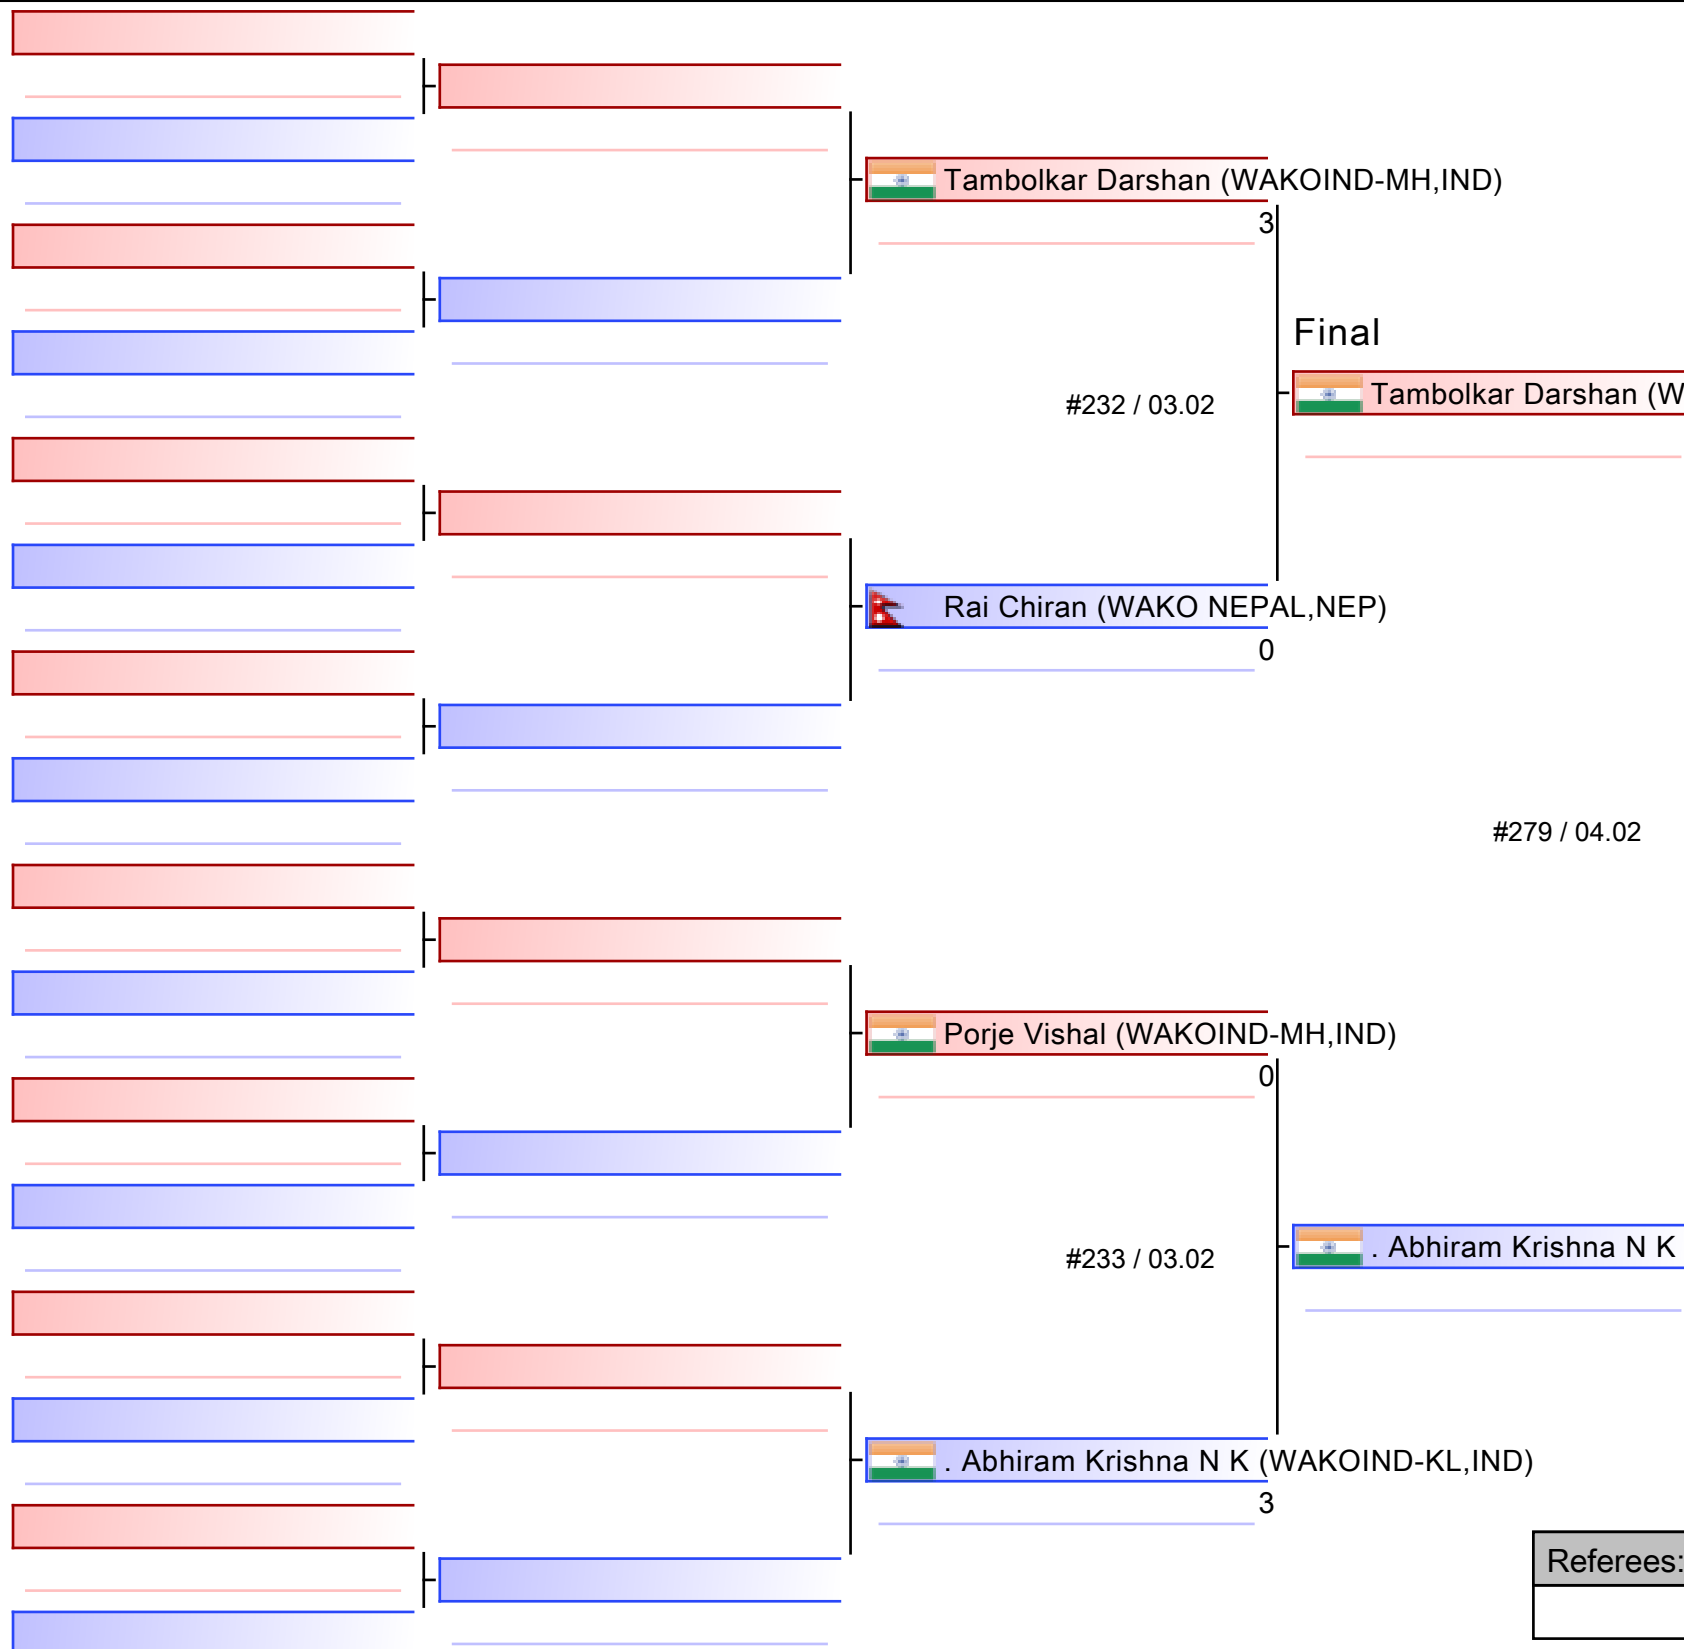 Tambolkar Darshan (WAKOIND-MH,IND)
3
Final
Tambolkar Darshan (W
#232 / 03.02
Rai Chiran (WAKO NEPAL,NEP)
0
#279 / 04.02
Porje Vishal (WAKOIND-MH,IND)
0
. Abhiram Krishna N K
#233 / 03.02
. Abhiram Krishna N K (WAKOIND-KL,IND)
3
Referees: